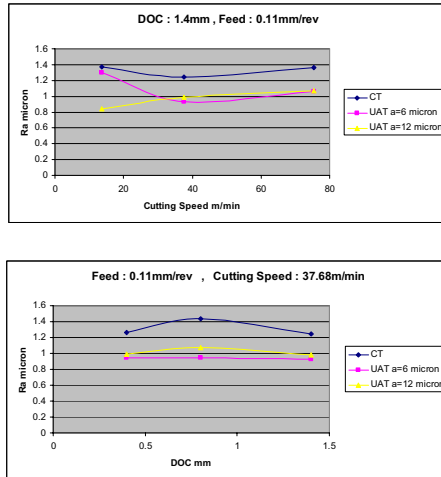 DOC : 1.4mm , Feed : 0.11mm/rev
1.6
1.4
1.2
1
0.8
0.6
0.4
0.2
0
Ra micron
0 20 40 60 80
Cutting Speed m/min
CT
UAT a=6 micron
UAT a=12 micron
Feed : 0.11mm/rev , Cutting Speed : 37.68m/min
1.6
1.4
1.2
1
0.8
0.6
0.4
0.2
0
Ra micron
0 0.5 1 1.5
DOC mm
CT
UAT a=6 micron
UAT a=12 micron